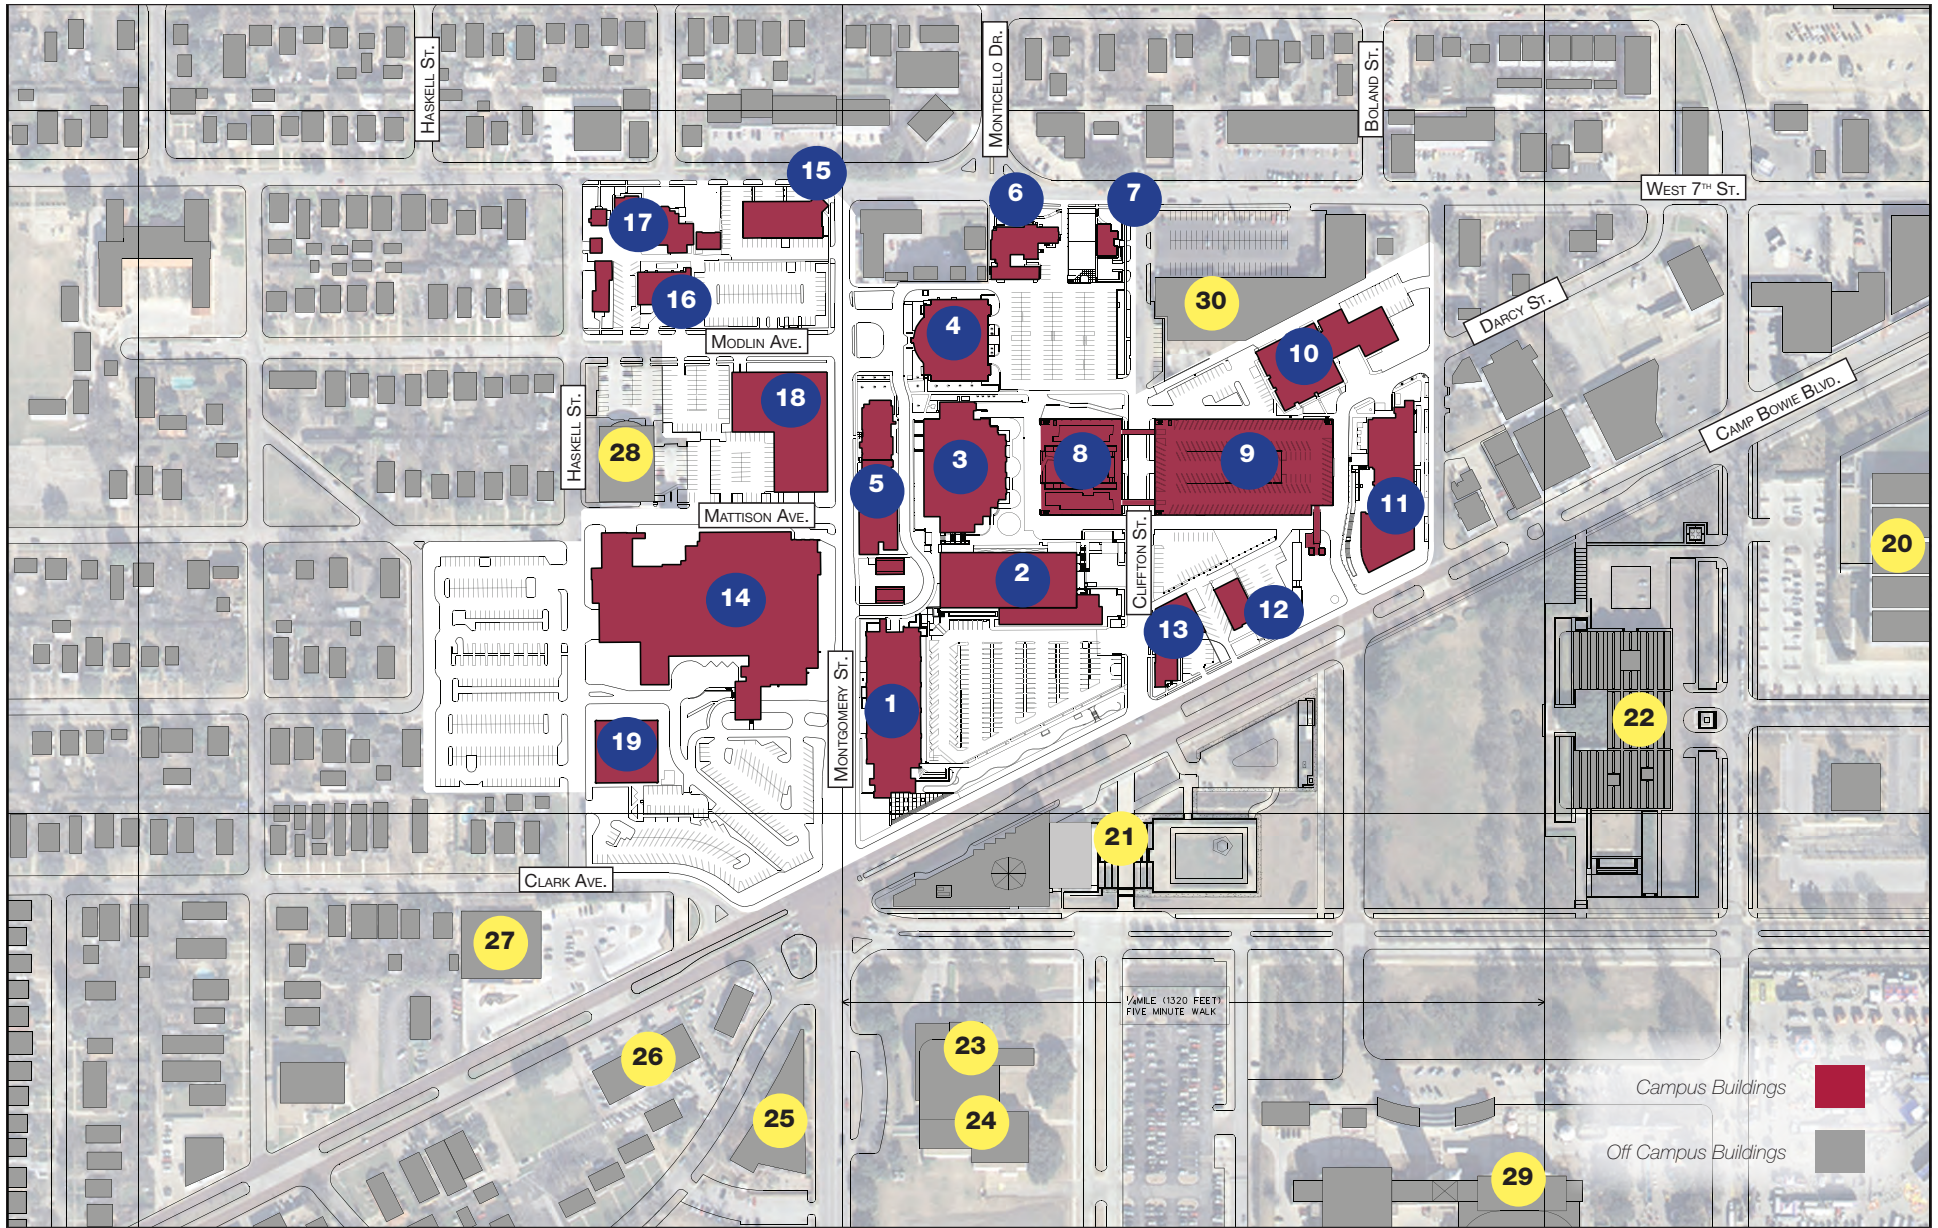 HASKELL ST.
MONTICELLO DR.
BOLAND ST.
WEST 7TH ST.
15
6
7
17
16
30
DARCY ST.
4
MODLIN AVE.
10
CAMP BOWIE BLVD.
HASKELL ST.
18
28
3
8
9
5
11
MATTISON AVE.
CLIFFTON ST.
20
2
14
12
13
MONTGOMERY ST.
1
22
19
21
CLARK AVE.
27
1/4MILE (1320 FEET)
FIVE MINUTE WALK
23
26
25
24
Campus Buildings
Off Campus Buildings
29